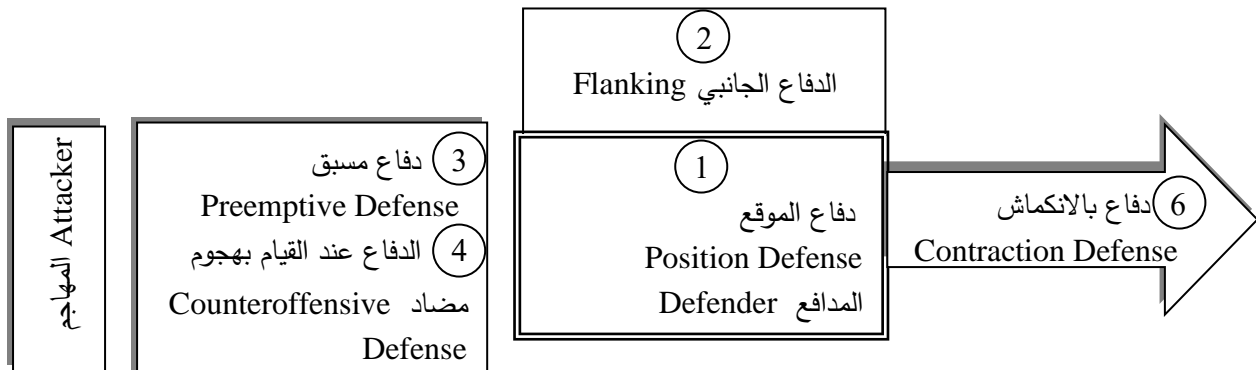 2
الدفاع الجانبي Flanking
المهاجم Attacker
3 دفاع مسبق
Preemptive Defense
4 الدفاع عند القيام بهجوم
مضاد Counteroffensive
Defense
1
دفاع الموقع
Position Defense
المدافع Defender
6 دفاع بالانكماش
Contraction Defense